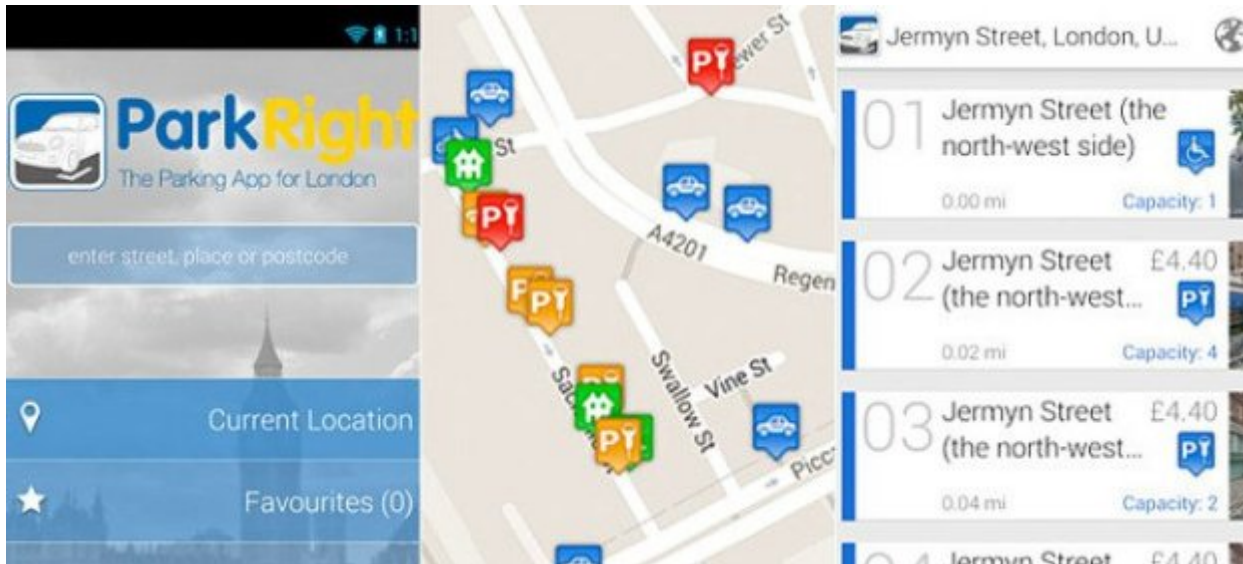 1:1
ParkRight
The Parking App for London
enter street, place or postcode
Current Location
Favourites (0)
St
A4201
Regen
Swallow St
Vine St
Picc
P
P
P
P
P
Jermyn Street, London, U...
01
Jermyn Street (the
north-west side)
0.00 mi
Capacity: 1
02
Jermyn Street
£4.40
(the north-west...
P
0.02 mi
Capacity: 4
03
Jermyn Street
£4.40
(the north-west...
P
0.04 mi
Capacity: 2
Jermyn Street
£4.40